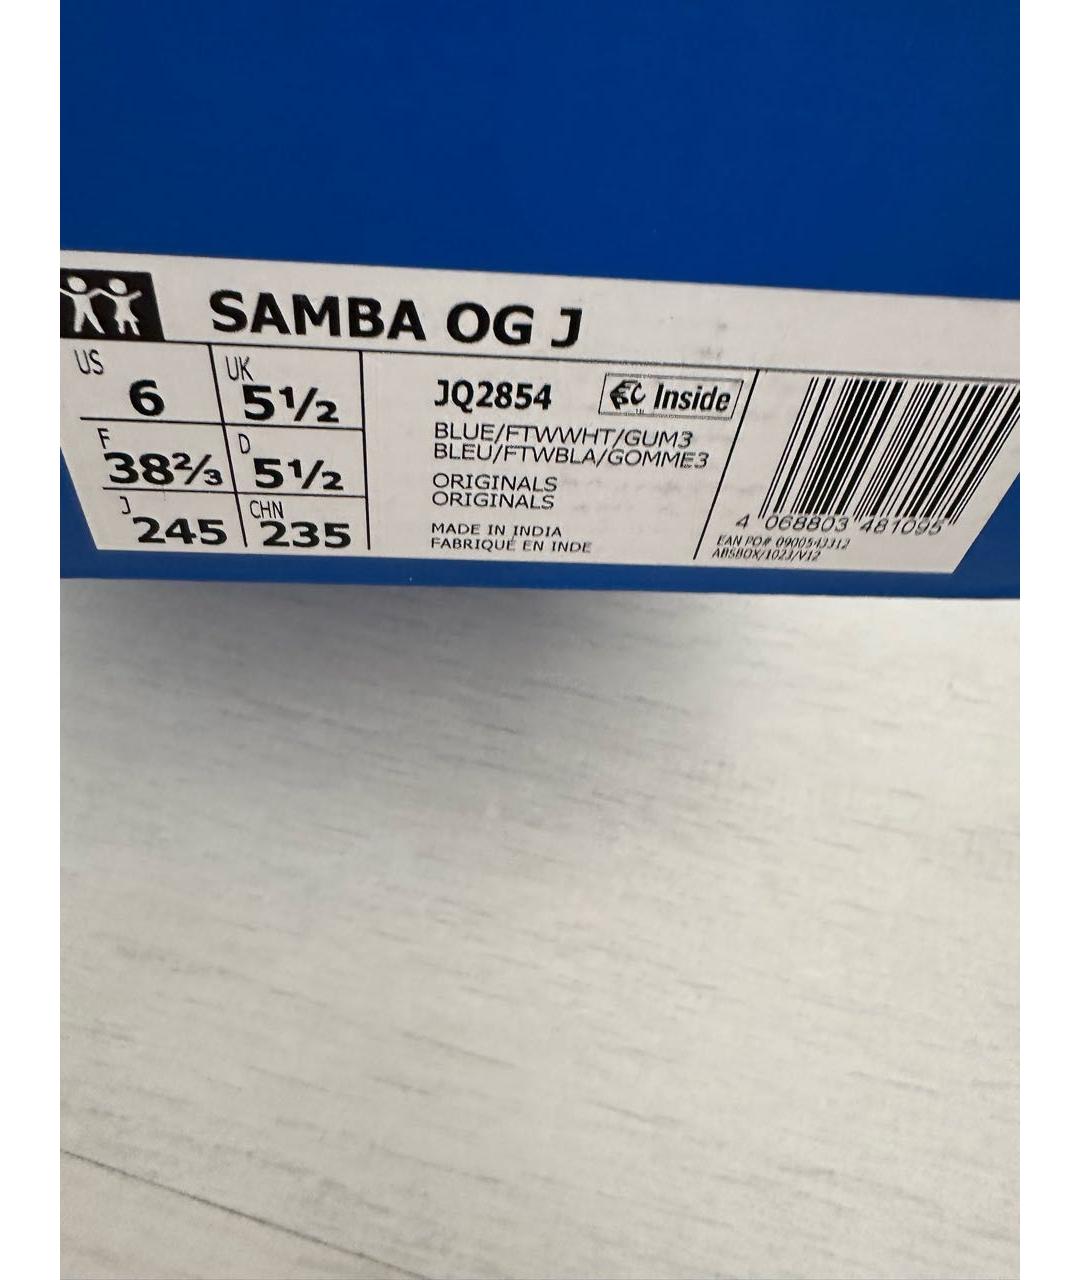 SAMBA OG J
US 6 UK 5½
F 38⅔ D 5½
J 245 CHN 235
JQ2854 EC Inside
BLUE/FTWWHT/GUM3
BLEU/FTWBLA/GOMME3
ORIGINALS
ORIGINALS
MADE IN INDIA
FABRIQUÉ EN INDE
4 068803 481095
EAN PO# 0900542312
ABSBOX/1023/V12